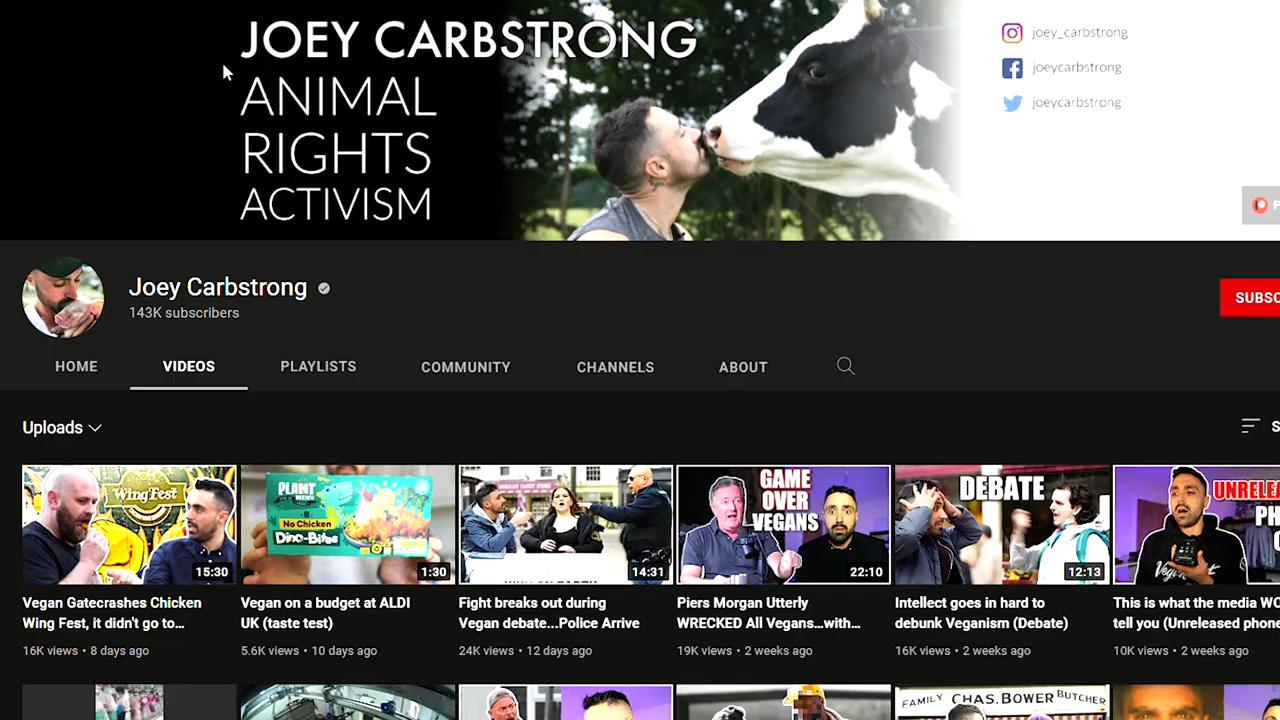 JOEY CARBSTRONG
ANIMAL
RIGHTS
ACTIVISM
joey_carbstrong
joeycarbstrong
joeycarbstrong
P
Joey Carbstrong
143K subscribers
SUBSC
HOME VIDEOS PLAYLISTS COMMUNITY CHANNELS ABOUT
Uploads
S
WingFest
15:30
PLANT
MENU
No Chicken
Dino-Bites
1:30
14:31
GAME
OVER
VEGANS
22:10
DEBATE
12:13
UNRELEA
PH
C
Vegan Gatecrashes Chicken
Wing Fest, it didn't go to...
16K views • 8 days ago
Vegan on a budget at ALDI
UK (taste test)
5.6K views • 10 days ago
Fight breaks out during
Vegan debate...Police Arrive
24K views • 12 days ago
Piers Morgan Utterly
WRECKED All Vegans...with...
19K views • 2 weeks ago
Intellect goes in hard to
debunk Veganism (Debate)
16K views • 2 weeks ago
This is what the media WO
tell you (Unreleased phone
10K views • 2 weeks ago
FAMILY CHAS. BOWER BUTCHER